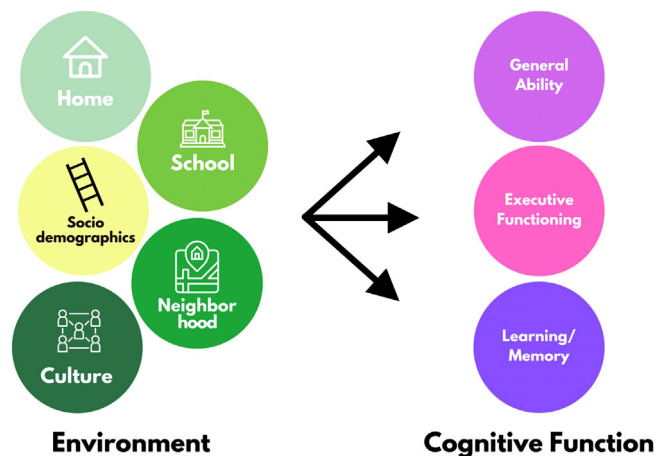 Home
School
Socio
demographics
Neighbor
hood
Culture
Environment
General
Ability
Executive
Functioning
Learning/
Memory
Cognitive Function